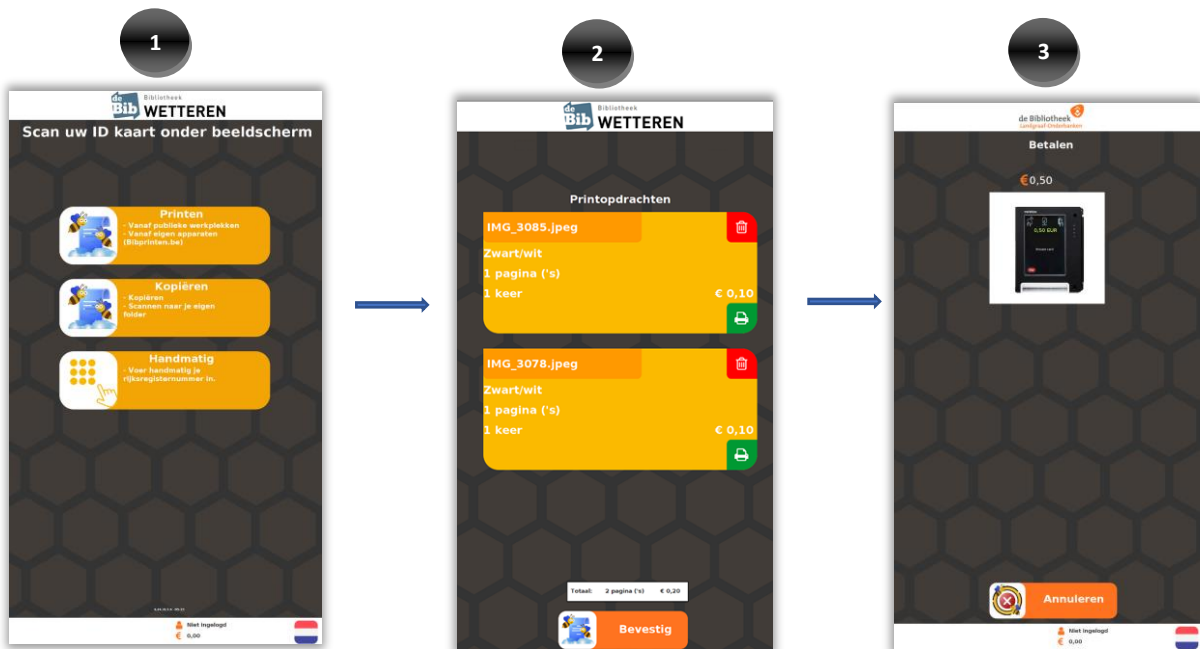 1
de Bib Bibliotheek WETTEREN
Scan uw ID kaart onder beeldscherm
Printen
- Vanaf publieke werkplekken
- Vanaf eigen apparaten
(Bibprinten.be)
Kopiëren
- Kopiëren
- Scannen naar je eigen
folder
Handmatig
- Voer handmatig je
rijksregisternummer in.
Niet ingelogd
€ 0,00
2
de Bib Bibliotheek WETTEREN
Printopdrachten
IMG_3085.jpeg
Zwart/wit
1 pagina ('s)
1 keer € 0,10
IMG_3078.jpeg
Zwart/wit
1 pagina ('s)
1 keer € 0,10
Totaal: 2 pagina ('s) € 0,20
Bevestig
3
de Bibliotheek
Landgraaf-Onderbanken
Betalen
€0,50
0,50 EUR
Annuleren
Niet ingelogd
€ 0,00